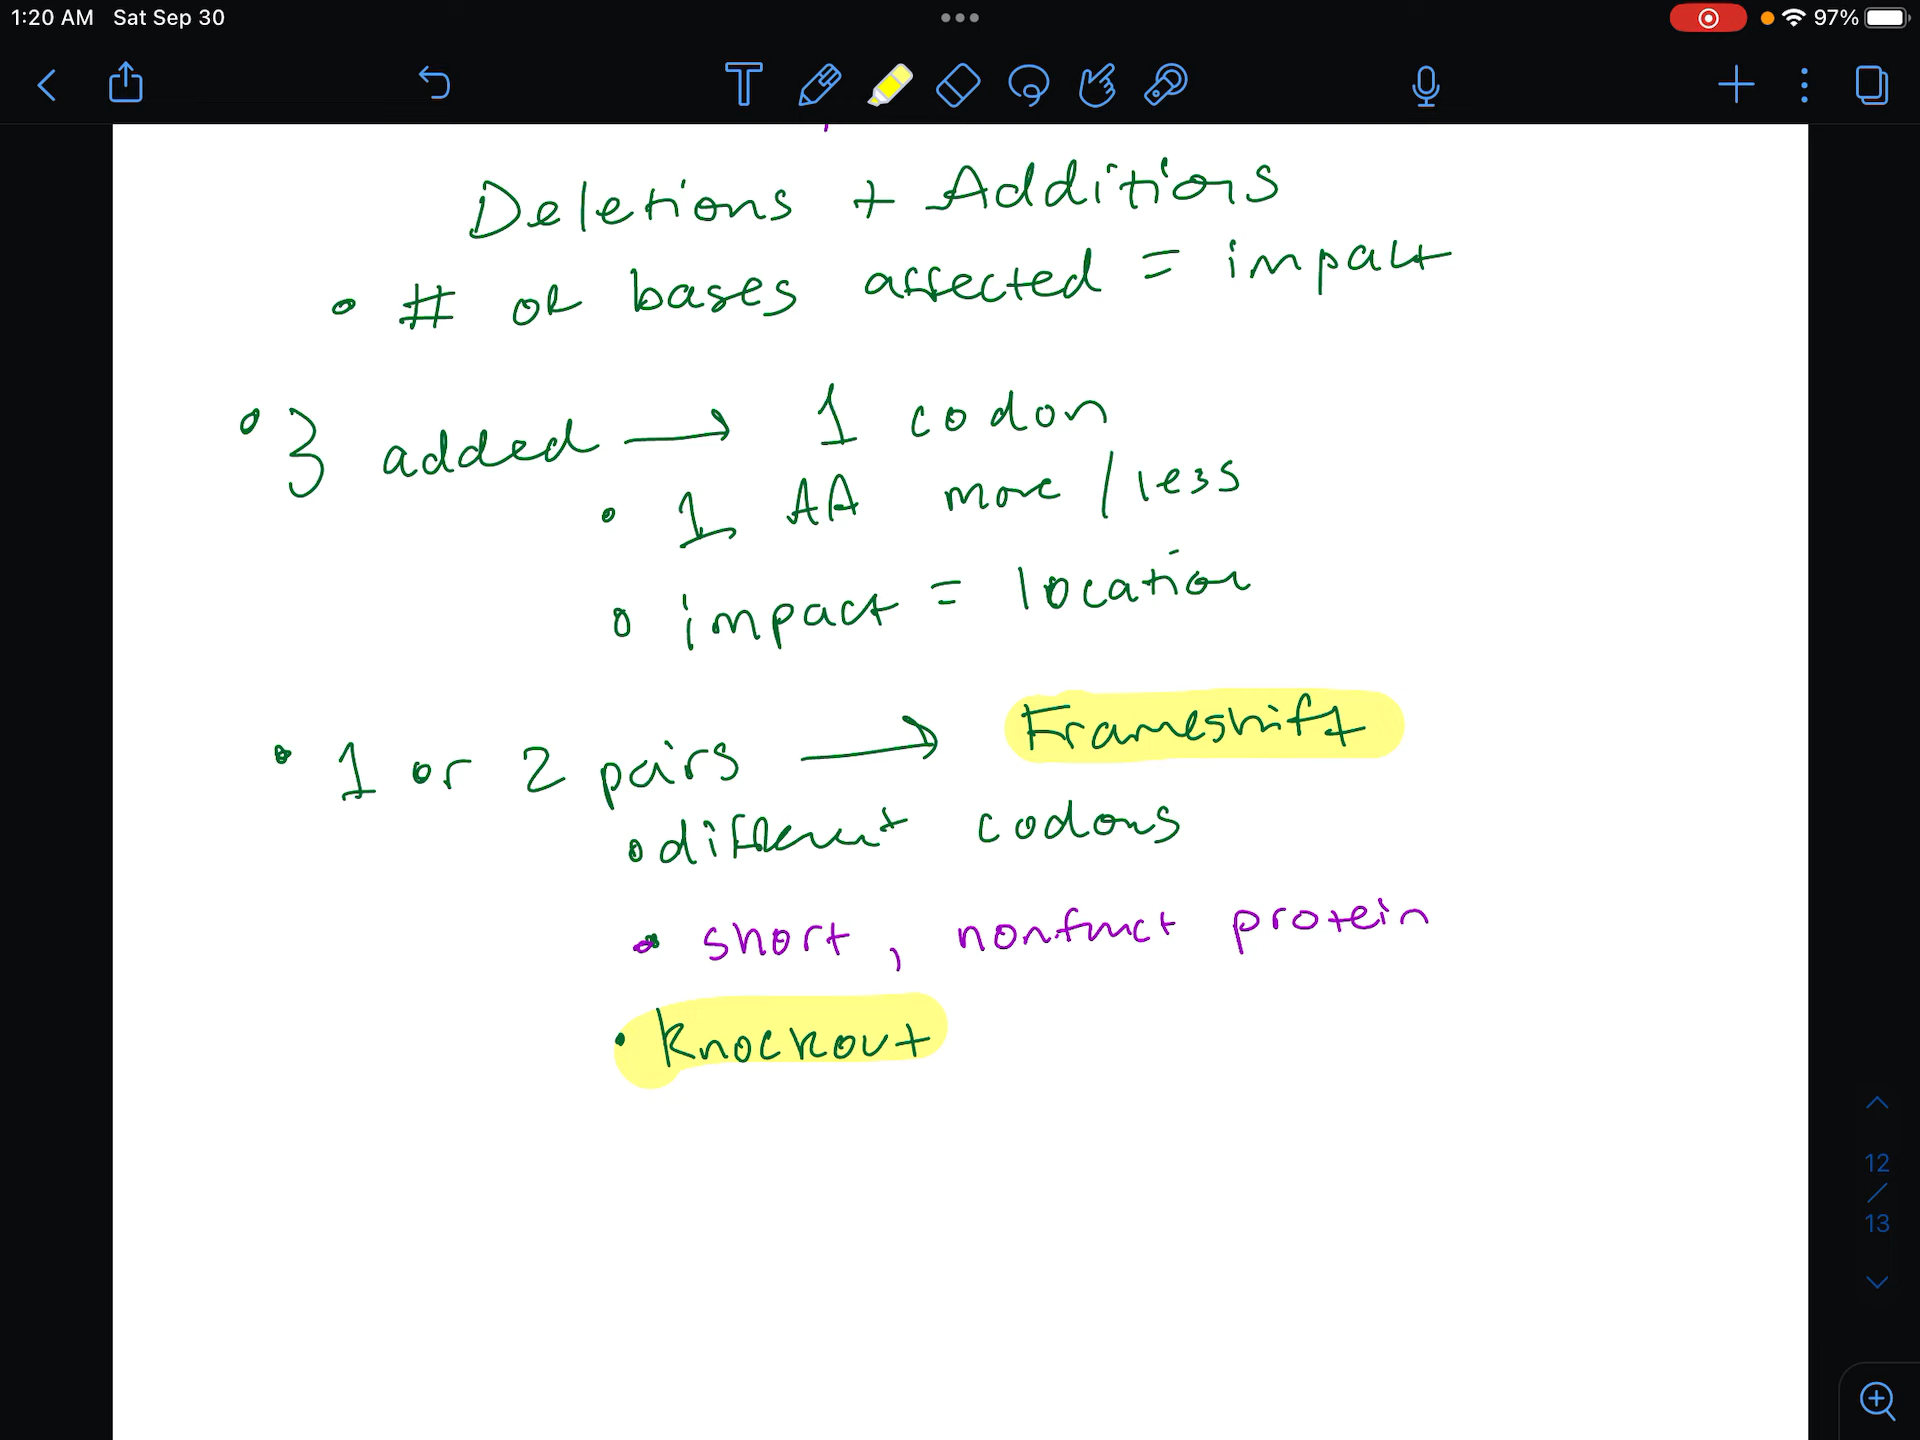 1:20 AM Sat Sep 30
97%
Deletions + Additions
• # of bases affected = impact
• 3 added → 1 codon
• 1 AA more / less
• impact = location
• 1 or 2 pairs → Frameshift
• different codons
• short, nonfunct protein
• Knockout
12
/
13